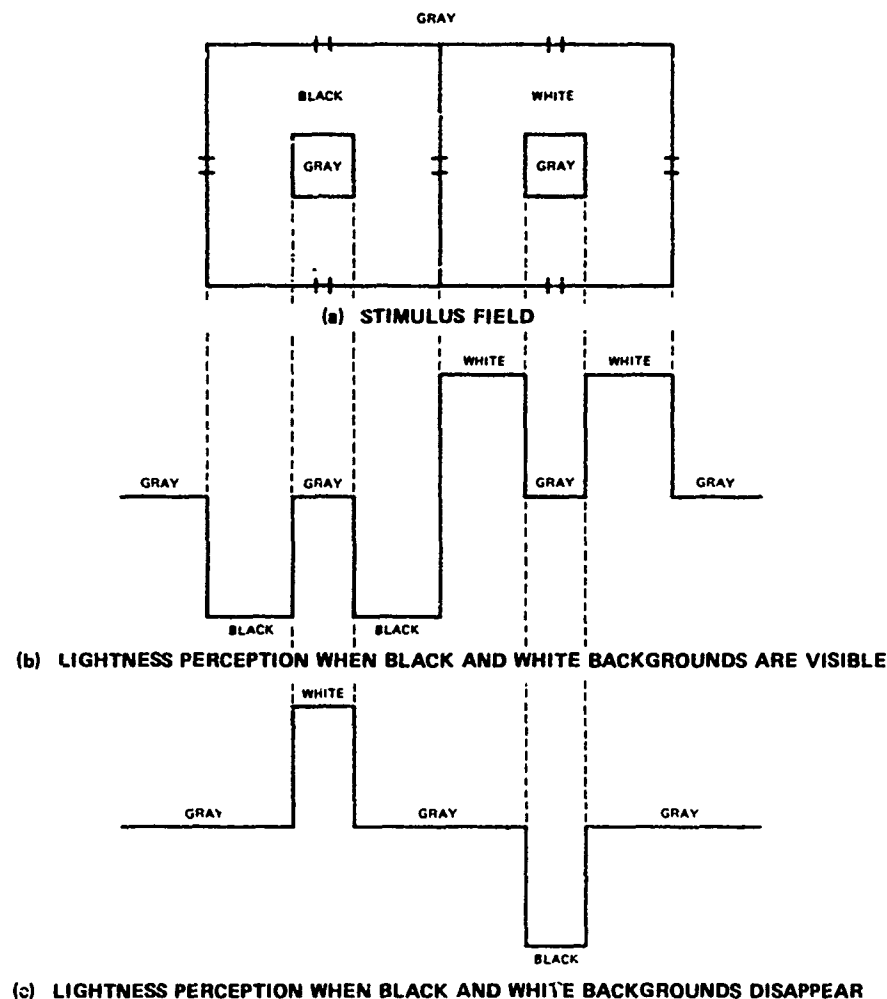 GRAY
BLACK WHITE
GRAY GRAY
(a) STIMULUS FIELD
WHITE WHITE
GRAY GRAY GRAY GRAY
BLACK BLACK
(b) LIGHTNESS PERCEPTION WHEN BLACK AND WHITE BACKGROUNDS ARE VISIBLE
WHITE
GRAY GRAY GRAY
BLACK
(c) LIGHTNESS PERCEPTION WHEN BLACK AND WHITE BACKGROUNDS DISAPPEAR